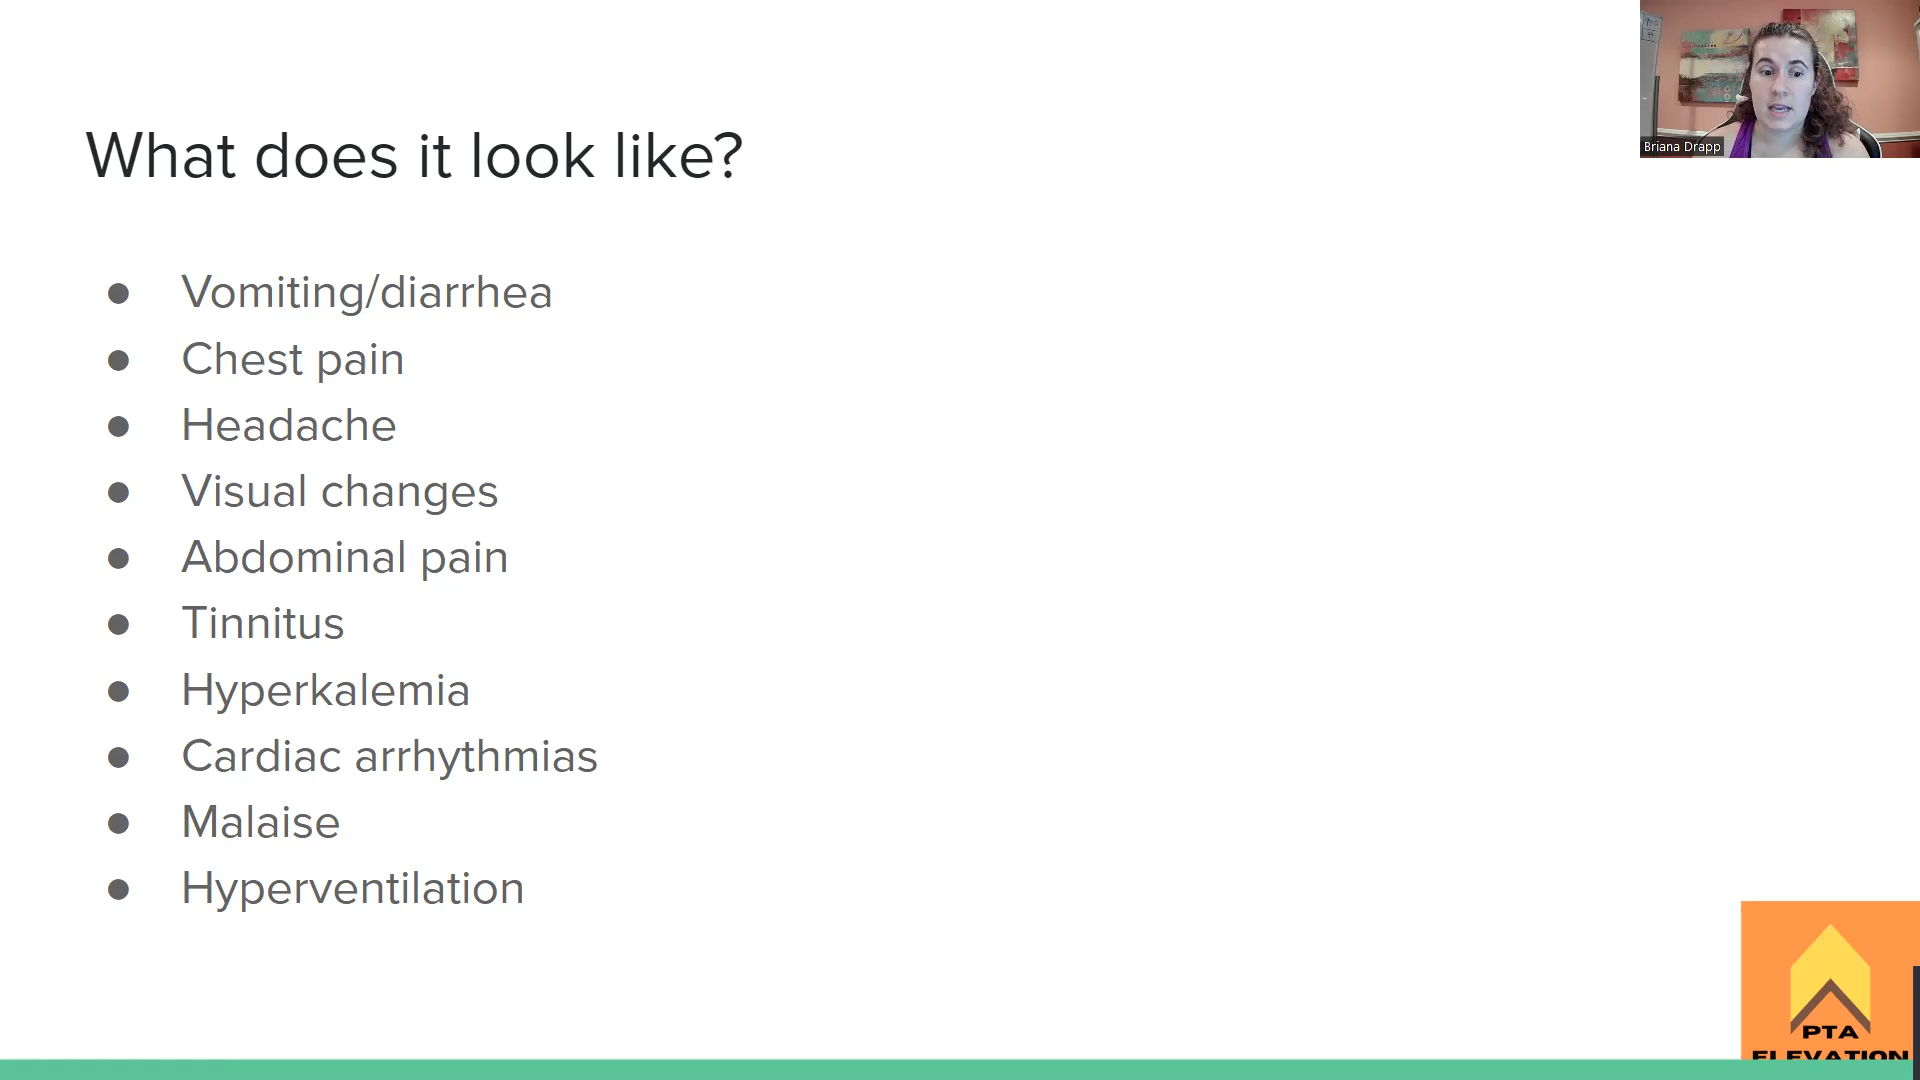 What does it look like?
Vomiting/diarrhea
Chest pain
Headache
Visual changes
Abdominal pain
Tinnitus
Hyperkalemia
Cardiac arrhythmias
Malaise
Hyperventilation
Briana Drapp
PTA
ELEVATION